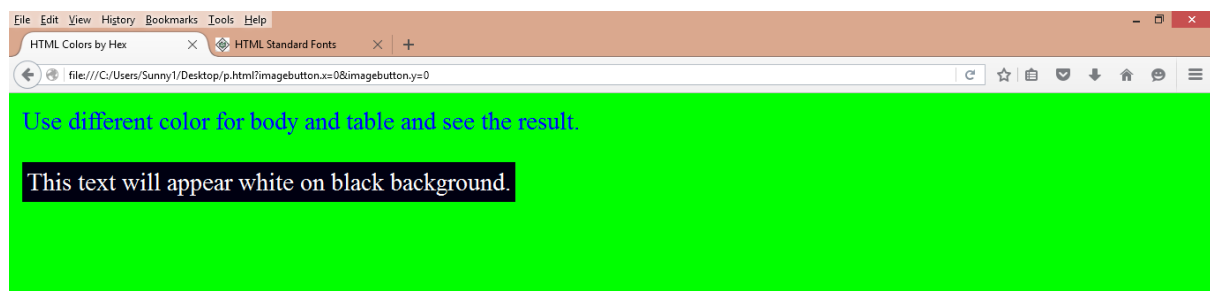 File Edit View History Bookmarks Tools Help
HTML Colors by Hex HTML Standard Fonts
file:///C:/Users/Sunny1/Desktop/p.html?imagebutton.x=0&imagebutton.y=0
Use different color for body and table and see the result.
This text will appear white on black background.